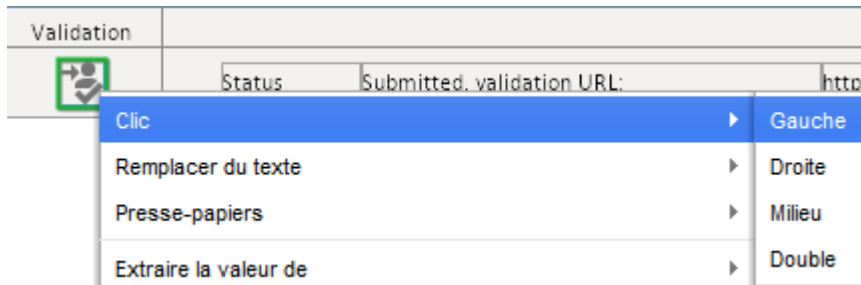 Validation
Status Submitted, validation URL: http
Clic Gauche
Remplacer du texte Droite
Presse-papiers Milieu
Extraire la valeur de Double